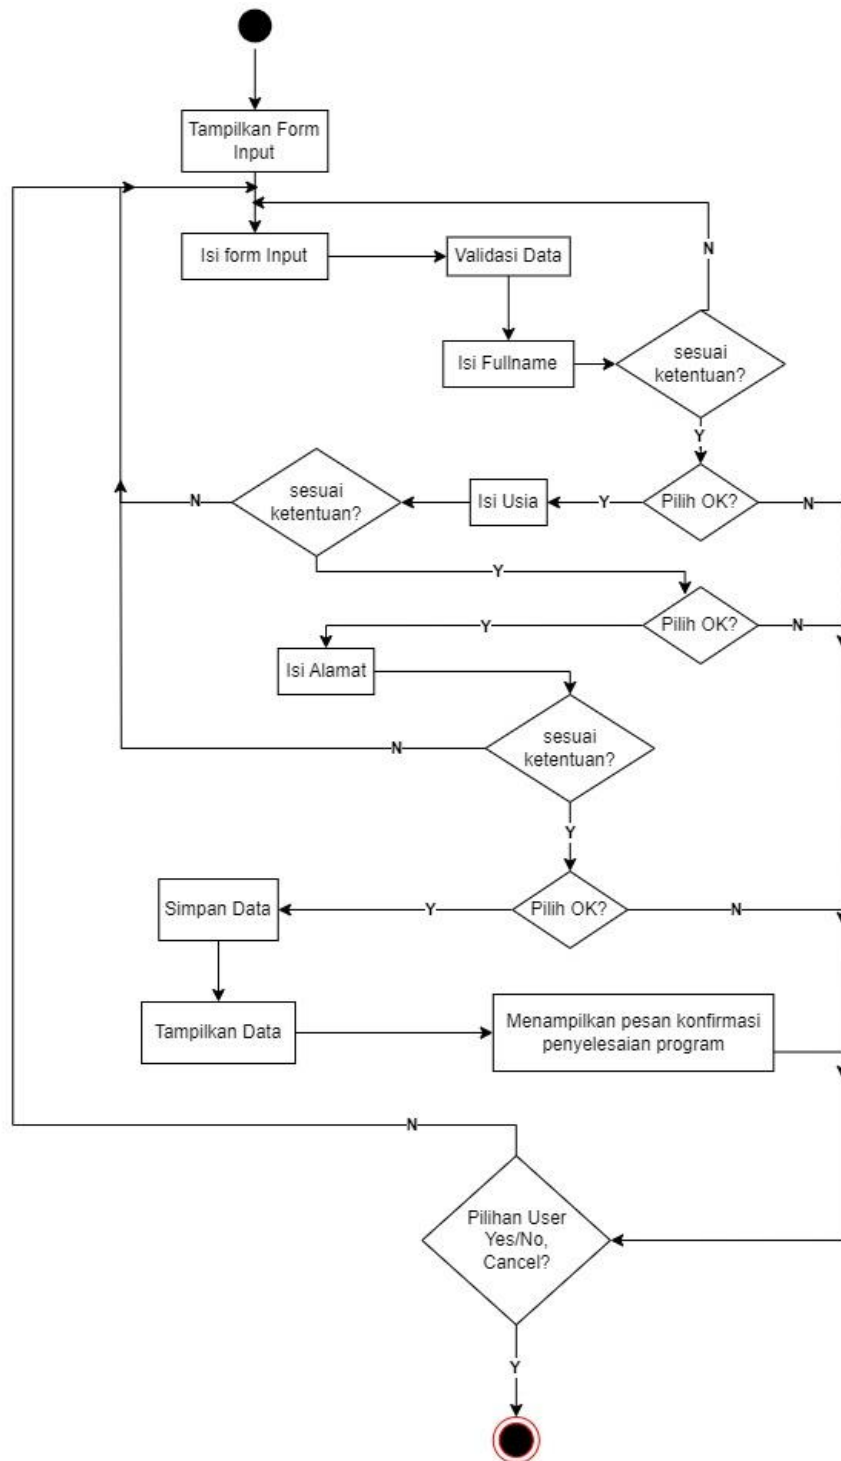 Tampilkan Form
Input
Isi form Input
Validasi Data
N
Isi Fullname
sesuai
ketentuan?
Y
Pilih OK?
N
Y
Isi Usia
sesuai
ketentuan?
N
Y
Pilih OK?
N
Y
Isi Alamat
sesuai
ketentuan?
N
Y
Pilih OK?
N
Y
Simpan Data
Tampilkan Data
Menampilkan pesan konfirmasi
penyelesaian program
N
Pilihan User
Yes/No,
Cancel?
Y